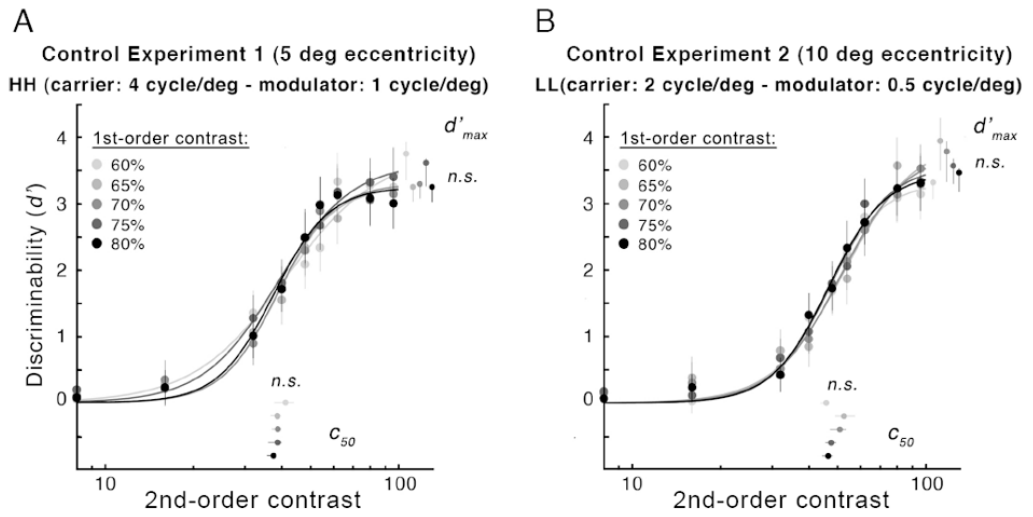 A
Control Experiment 1 (5 deg eccentricity)
HH (carrier: 4 cycle/deg - modulator: 1 cycle/deg)
4
3
2
1
0
Discriminability (d')
1st-order contrast:
60%
65%
70%
75%
80%
d'max
n.s.
n.s.
c50
10
100
2nd-order contrast
B
Control Experiment 2 (10 deg eccentricity)
LL(carrier: 2 cycle/deg - modulator: 0.5 cycle/deg)
4
3
2
1
0
Discriminability (d')
1st-order contrast:
60%
65%
70%
75%
80%
d'max
n.s.
n.s.
c50
10
100
2nd-order contrast